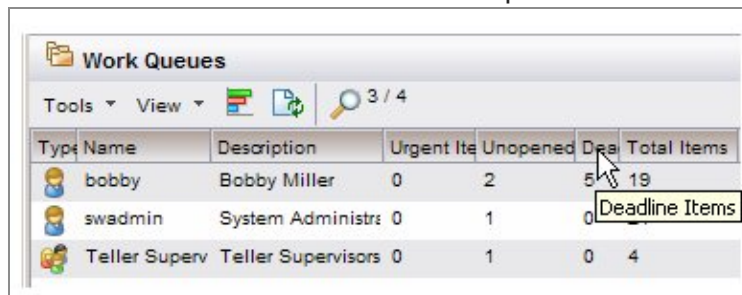 Work Queues
Tools View 3 / 4
Type Name Description Urgent Ite Unopened Dea Total Items
bobby Bobby Miller 0 2 5 19
swadmin System Administra 0 1 0
Deadline Items
Teller Superv Teller Supervisors 0 1 0 4